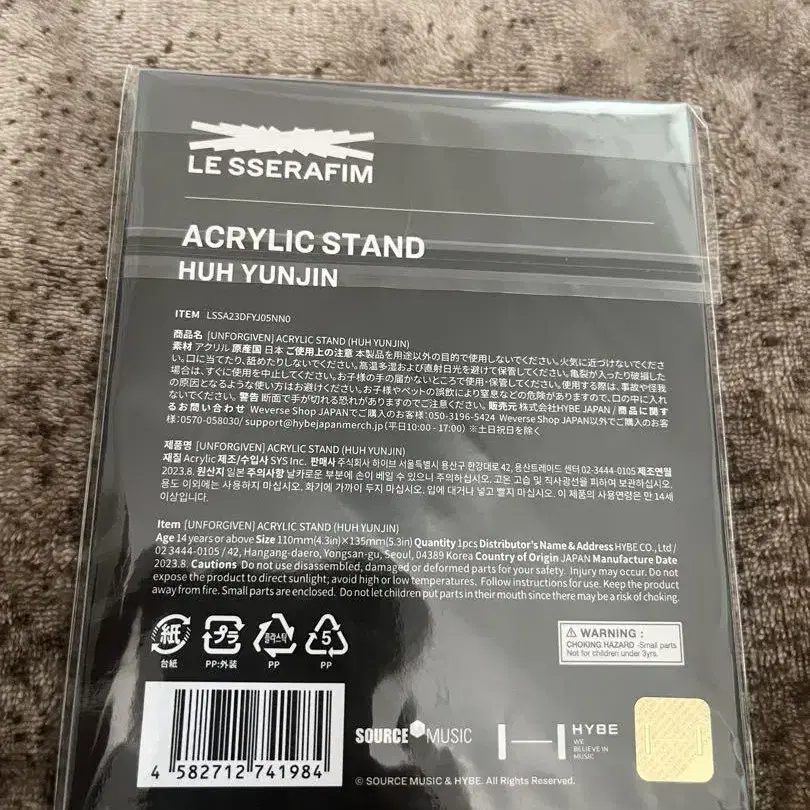 LE SSERAFIM
ACRYLIC STAND
HUH YUNJIN
ITEM LSSA23DFYJ05NN0
商品名 [UNFORGIVEN] ACRYLIC STAND (HUH YUNJIN)
素材 アクリル 原産国 日本 ご使用上の注意 本製品を用途以外の目的で使用しないでください。火気に近づけないでくださ
い。口に当てたり、舐めたりしないでください。高温多湿および直射日光を避けて保管してください。亀裂が入ったり破損した
場合は、すぐに使用を中止してください。お子様の手の届かないところで使用・保管してください。使用する際は、事故や怪我
の原因となるような使い方はお避けください。お子様やペットの誤飲により窒息などの危険がありますので、口の中に入れ
ないでください。警告 断面で手が切れる恐れがありますのでご注意ください。販売元 株式会社HYBE JAPAN / 商品に関す
るお問い合わせ Weverse Shop JAPANでご購入のお客様:050-3196-5424 Weverse Shop JAPAN以外でご購入のお客
様:0570-058030/ support@hybejapanmerch.jp (平日10:00 - 17:00) ※土日祝日を除く
제품명 [UNFORGIVEN] ACRYLIC STAND (HUH YUNJIN)
재질 Acrylic 제조/수입사 SYS Inc. 판매사 주식회사 하이브 서울특별시 용산구 한강대로 42, 용산트레이드 센터 02-3444-0105 제조연월
2023.8. 원산지 일본 주의사항 날카로운 부분에 손이 베일 수 있으니 주의하십시오. 고온 고습 및 직사광선을 피하여 보관하십시오.
용도 이외에는 사용하지 마십시오. 화기에 가까이 두지 마십시오. 입에 대거나 넣고 빨지 마십시오. 이 제품의 사용연령은 만 14세
이상입니다.
Item [UNFORGIVEN] ACRYLIC STAND (HUH YUNJIN)
Age 14 years or above Size 110mm(4.3in)×135mm(5.3in) Quantity 1pcs Distributor's Name & Address HYBE CO., Ltd /
02 3444-0105 / 42, Hangang-daero, Yongsan-gu, Seoul, 04389 Korea Country of Origin JAPAN Manufacture Date
2023.8. Cautions Do not use disassembled, damaged or deformed parts for your safety. Injury may occur. Do not
expose the product to direct sunlight; avoid high or low temperatures. Follow instructions for use. Keep the product
away from fire. Small parts are enclosed. Do not let children put parts in their mouth since there may be a risk of choking.
紙 プラ 플라스틱 5
台紙 PP:外装 PP PP
WARNING :
CHOKING HAZARD -Small parts
Not for children under 3yrs.
4 582712 741984
SOURCE MUSIC
HYBE
WE
BELIEVE IN
MUSIC
© SOURCE MUSIC & HYBE. All Rights Reserved.